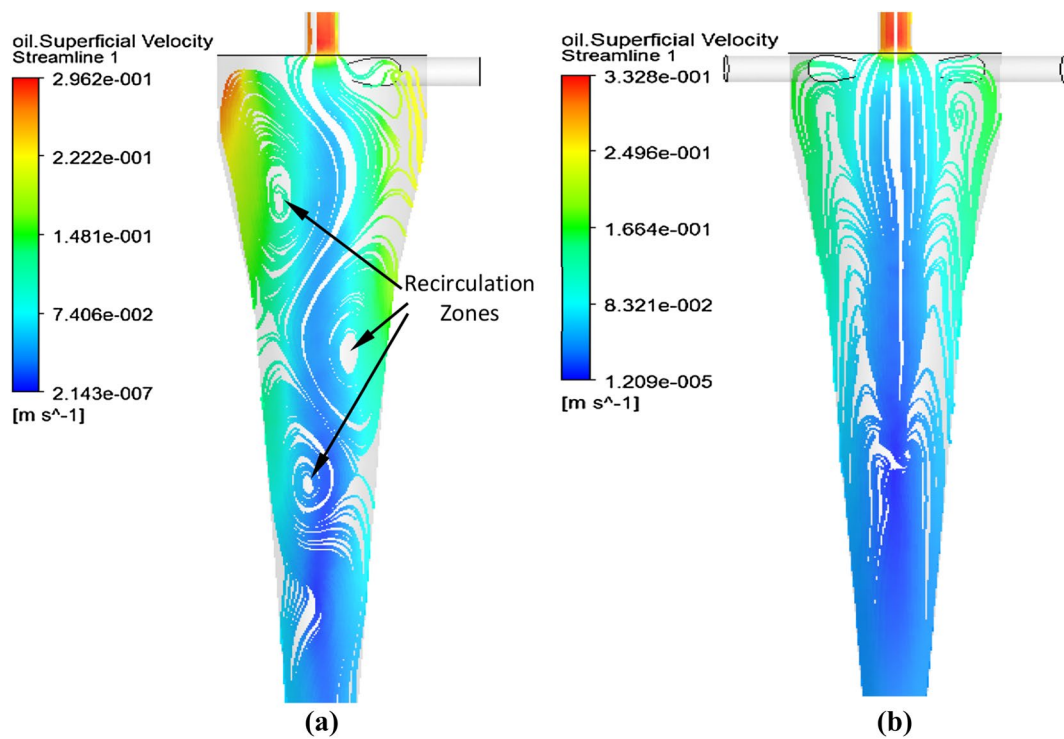 oil.Superficial Velocity
Streamline 1
2.962e-001
2.222e-001
1.481e-001
7.406e-002
2.143e-007
[m s^-1]
Recirculation
Zones
(a)
oil.Superficial Velocity
Streamline 1
3.328e-001
2.496e-001
1.664e-001
8.321e-002
1.209e-005
[m s^-1]
(b)